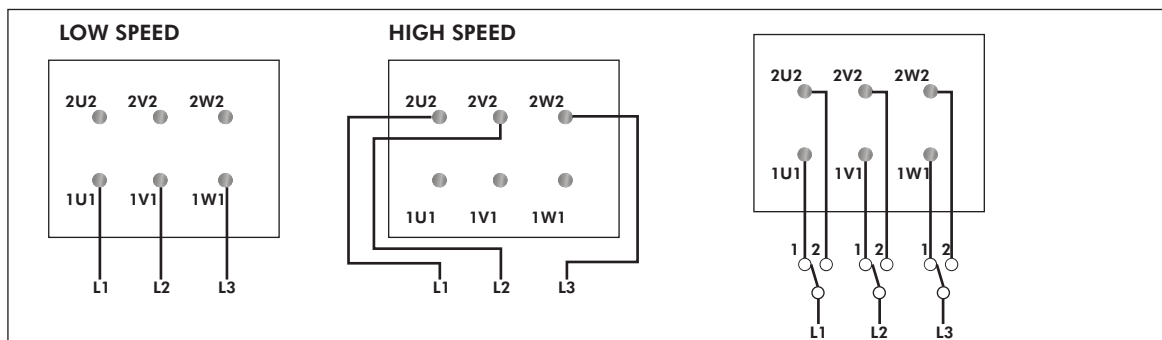 LOW SPEED
2U2 2V2 2W2
1U1 1V1 1W1
L1 L2 L3
HIGH SPEED
2U2 2V2 2W2
1U1 1V1 1W1
L1 L2 L3
2U2 2V2 2W2
1U1 1V1 1W1
1 2 1 2 1 2
L1 L2 L3